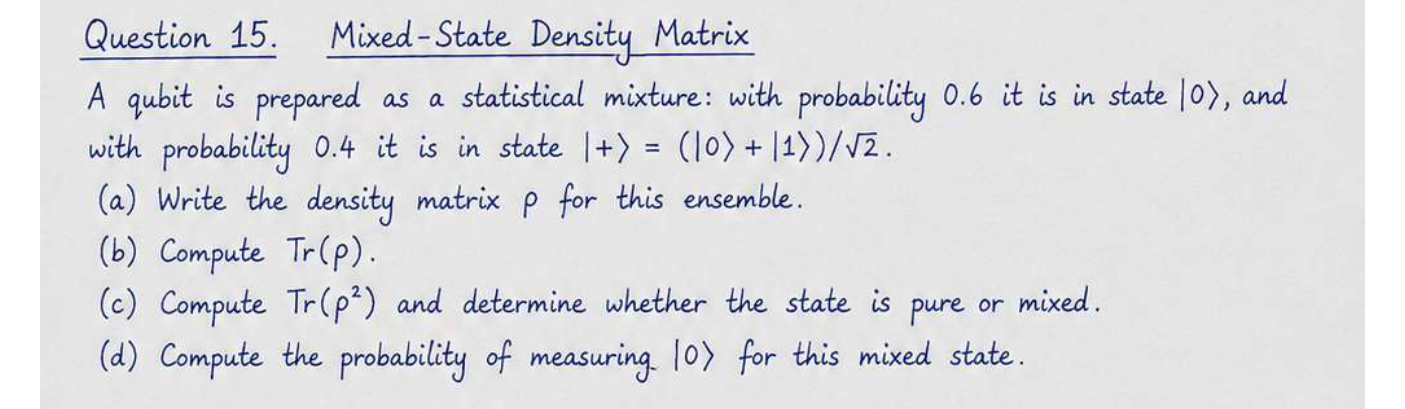 Question 15. Mixed-State Density Matrix
A qubit is prepared as a statistical mixture: with probability 0.6 it is in state |0⟩, and
with probability 0.4 it is in state |+⟩ = (|0⟩ + |1⟩)/√2.
(a) Write the density matrix ρ for this ensemble.
(b) Compute Tr(ρ).
(c) Compute Tr(ρ²) and determine whether the state is pure or mixed.
(d) Compute the probability of measuring |0⟩ for this mixed state.